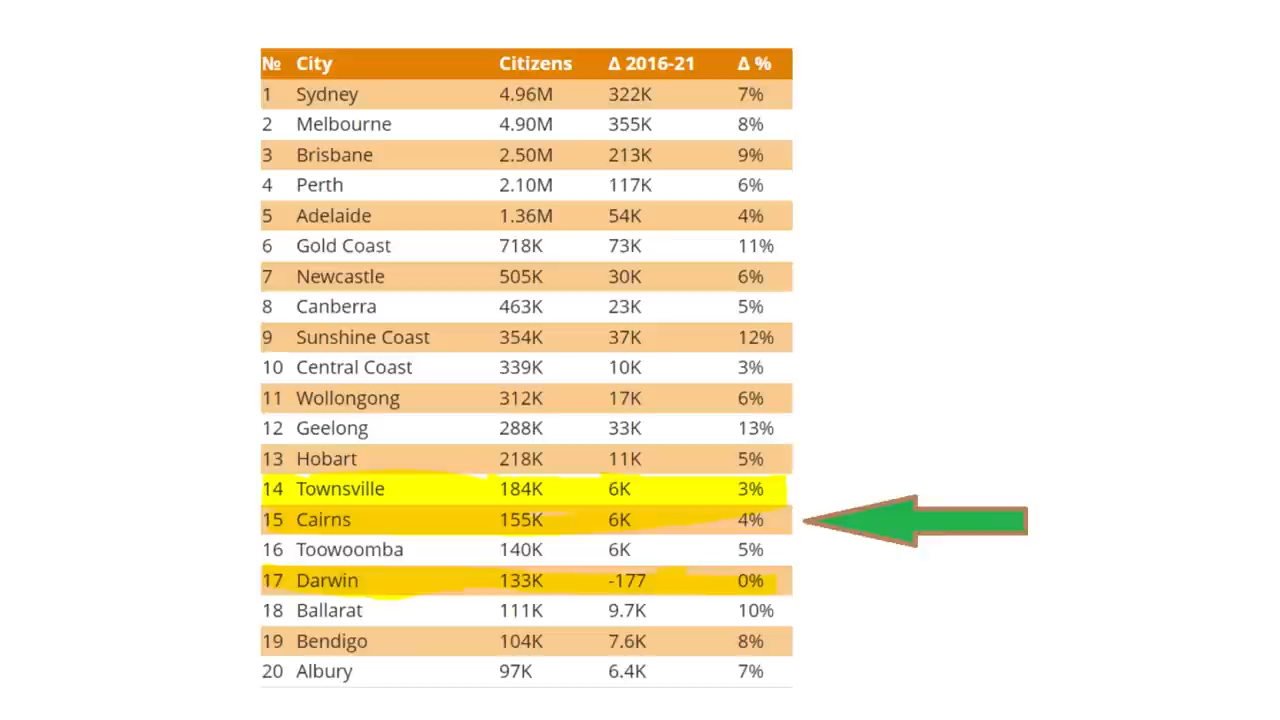 № City Citizens Δ 2016-21 Δ %
1 Sydney 4.96M 322K 7%
2 Melbourne 4.90M 355K 8%
3 Brisbane 2.50M 213K 9%
4 Perth 2.10M 117K 6%
5 Adelaide 1.36M 54K 4%
6 Gold Coast 718K 73K 11%
7 Newcastle 505K 30K 6%
8 Canberra 463K 23K 5%
9 Sunshine Coast 354K 37K 12%
10 Central Coast 339K 10K 3%
11 Wollongong 312K 17K 6%
12 Geelong 288K 33K 13%
13 Hobart 218K 11K 5%
14 Townsville 184K 6K 3%
15 Cairns 155K 6K 4%
16 Toowoomba 140K 6K 5%
17 Darwin 133K -177 0%
18 Ballarat 111K 9.7K 10%
19 Bendigo 104K 7.6K 8%
20 Albury 97K 6.4K 7%